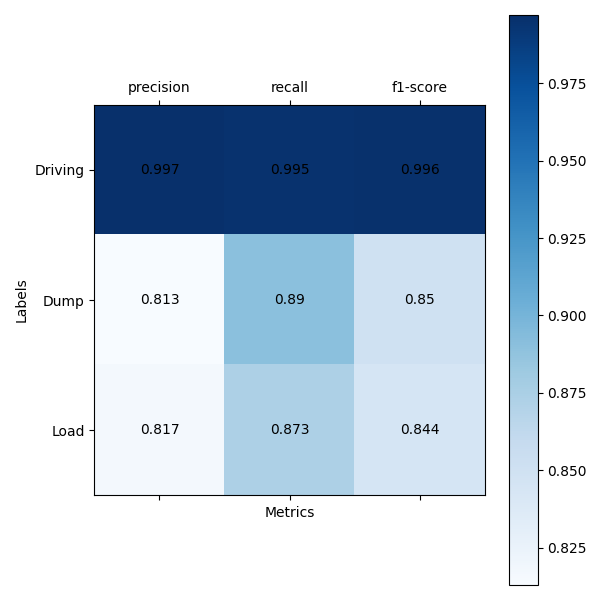 precision recall f1-score
Driving 0.997 0.995 0.996
Dump 0.813 0.89 0.85
Load 0.817 0.873 0.844
Labels
Metrics
0.975
0.950
0.925
0.900
0.875
0.850
0.825